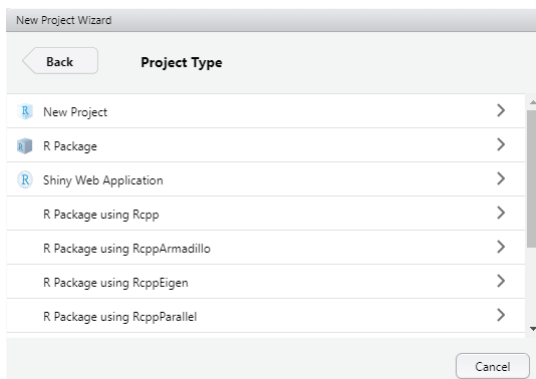 New Project Wizard
Back
Project Type
R New Project
R Package
R Shiny Web Application
R Package using Rcpp
R Package using RcppArmadillo
R Package using RcppEigen
R Package using RcppParallel
Cancel